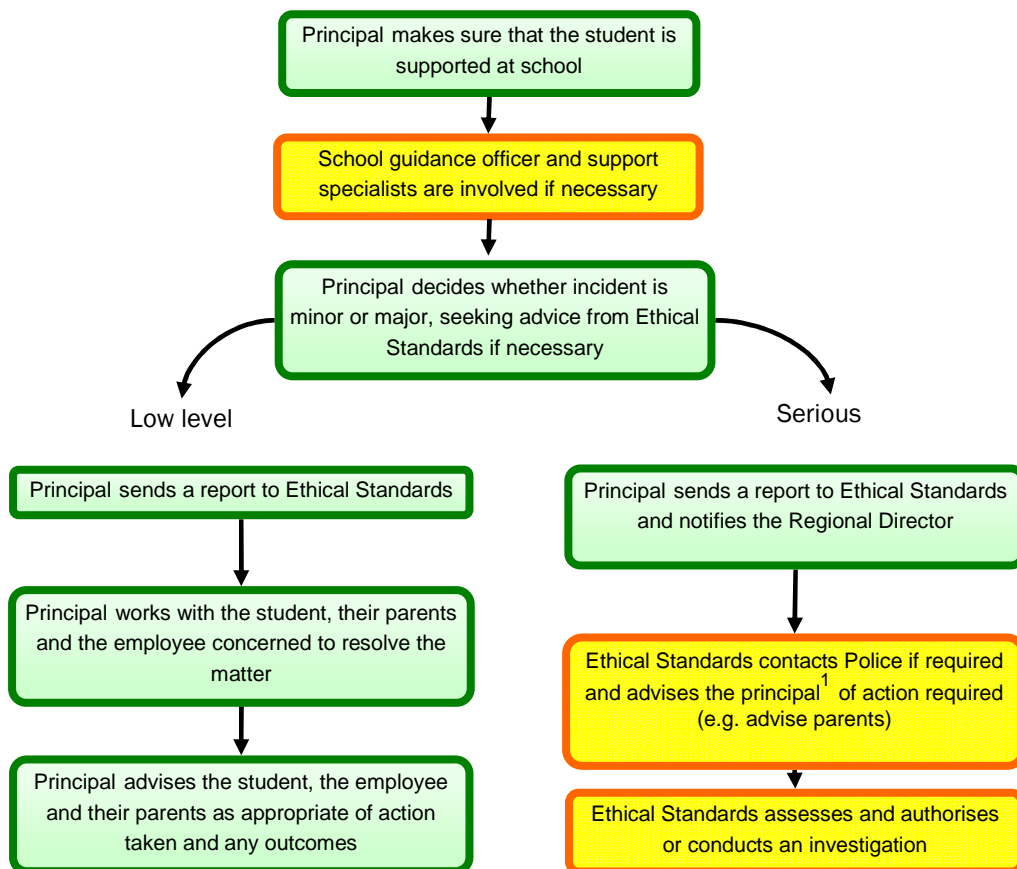 Principal makes sure that the student is
supported at school
School guidance officer and support
specialists are involved if necessary
Principal decides whether incident is
minor or major, seeking advice from Ethical
Standards if necessary
Low level
Serious
Principal sends a report to Ethical Standards
Principal works with the student, their parents
and the employee concerned to resolve the
matter
Principal advises the student, the employee
and their parents as appropriate of action
taken and any outcomes
Principal sends a report to Ethical Standards
and notifies the Regional Director
Ethical Standards contacts Police if required
and advises the principal1 of action required
(e.g. advise parents)
Ethical Standards assesses and authorises
or conducts an investigation